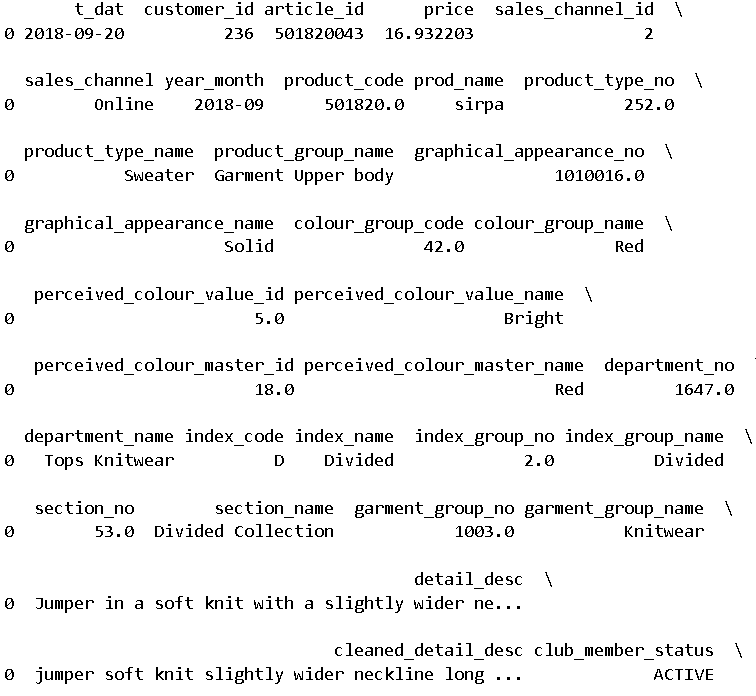 t_dat customer_id article_id price sales_channel_id \
0 2018-09-20 236 501820043 16.932203 2
sales_channel year_month product_code prod_name product_type_no \
0 Online 2018-09 501820.0 sirpa 252.0
product_type_name product_group_name graphical_appearance_no \
0 Sweater Garment Upper body 1010016.0
graphical_appearance_name colour_group_code colour_group_name \
0 Solid 42.0 Red
perceived_colour_value_id perceived_colour_value_name \
0 5.0 Bright
perceived_colour_master_id perceived_colour_master_name department_no \
0 18.0 Red 1647.0
department_name index_code index_name index_group_no index_group_name \
0 Tops Knitwear D Divided 2.0 Divided
section_no section_name garment_group_no garment_group_name \
0 53.0 Divided Collection 1003.0 Knitwear
detail_desc \
0 Jumper in a soft knit with a slightly wider ne...
cleaned_detail_desc club_member_status \
0 jumper soft knit slightly wider neckline long ... ACTIVE